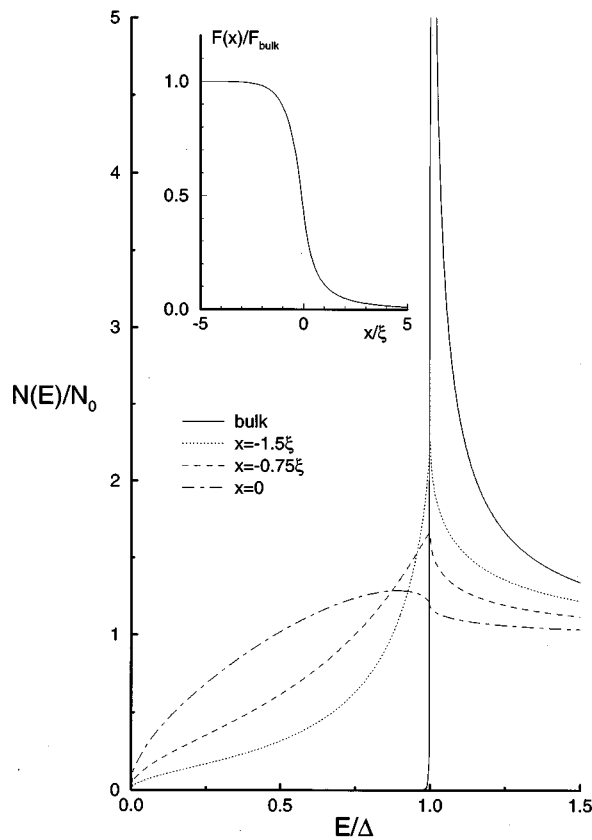 5
4
3
2
1
0
N(E)/N₀
0.0
0.5
1.0
1.5
E/Δ
F(x)/F_bulk
1.0
0.5
0.0
-5
0
5
x/ξ
bulk
x=-1.5ξ
x=-0.75ξ
x=0